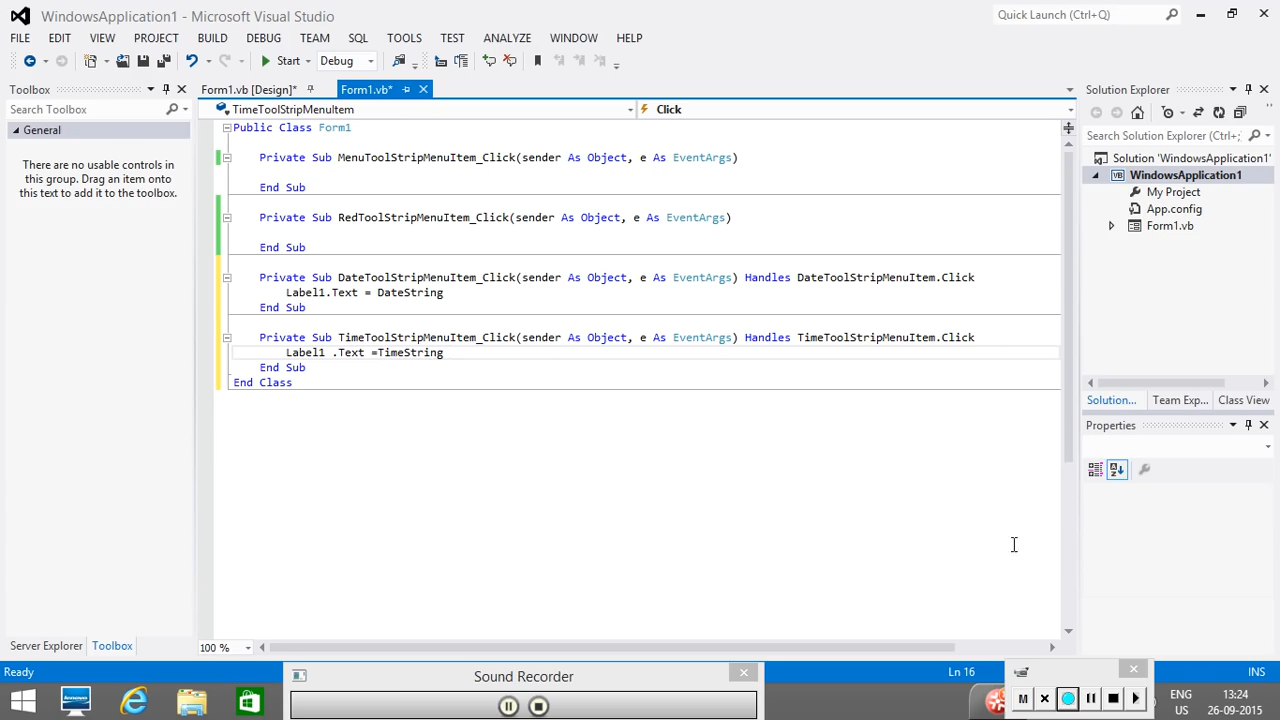 WindowsApplication1 - Microsoft Visual Studio
Quick Launch (Ctrl+Q)
FILE EDIT VIEW PROJECT BUILD DEBUG TEAM SQL TOOLS TEST ANALYZE WINDOW HELP
Start Debug
Toolbox
Form1.vb [Design]*
Form1.vb*
Solution Explorer
Search Toolbox
TimeToolStripMenuItem
Click
General
There are no usable controls in
this group. Drag an item onto
this text to add it to the toolbox.
Public Class Form1
Private Sub MenuToolStripMenuItem_Click(sender As Object, e As EventArgs)
End Sub
Private Sub RedToolStripMenuItem_Click(sender As Object, e As EventArgs)
End Sub
Private Sub DateToolStripMenuItem_Click(sender As Object, e As EventArgs) Handles DateToolStripMenuItem.Click
Label1.Text = DateString
End Sub
Private Sub TimeToolStripMenuItem_Click(sender As Object, e As EventArgs) Handles TimeToolStripMenuItem.Click
Label1 .Text =TimeString
End Sub
End Class
Search Solution Explorer (Ctrl+;
Solution 'WindowsApplication1'
VB WindowsApplication1
My Project
App.config
Form1.vb
Solution... Team Exp... Class View
Properties
Server Explorer Toolbox
100 %
Ready
Ln 16
INS
Sound Recorder
M
ENG
US
13:24
26-09-2015